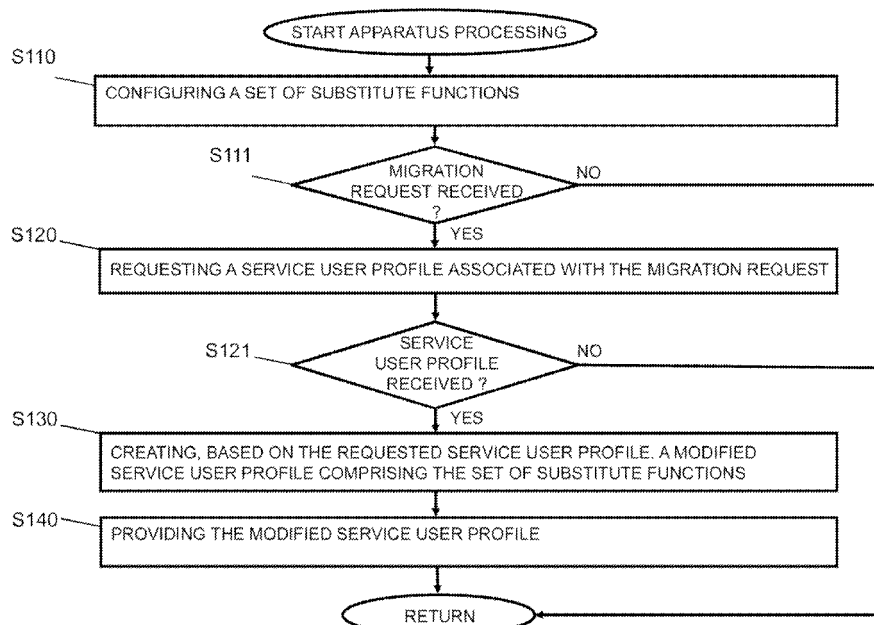 START APPARATUS PROCESSING
S110
CONFIGURING A SET OF SUBSTITUTE FUNCTIONS
S111
MIGRATION
REQUEST RECEIVED
?
NO
YES
S120
REQUESTING A SERVICE USER PROFILE ASSOCIATED WITH THE MIGRATION REQUEST
S121
SERVICE
USER PROFILE
RECEIVED ?
NO
YES
S130
CREATING, BASED ON THE REQUESTED SERVICE USER PROFILE. A MODIFIED
SERVICE USER PROFILE COMPRISING THE SET OF SUBSTITUTE FUNCTIONS
S140
PROVIDING THE MODIFIED SERVICE USER PROFILE
RETURN